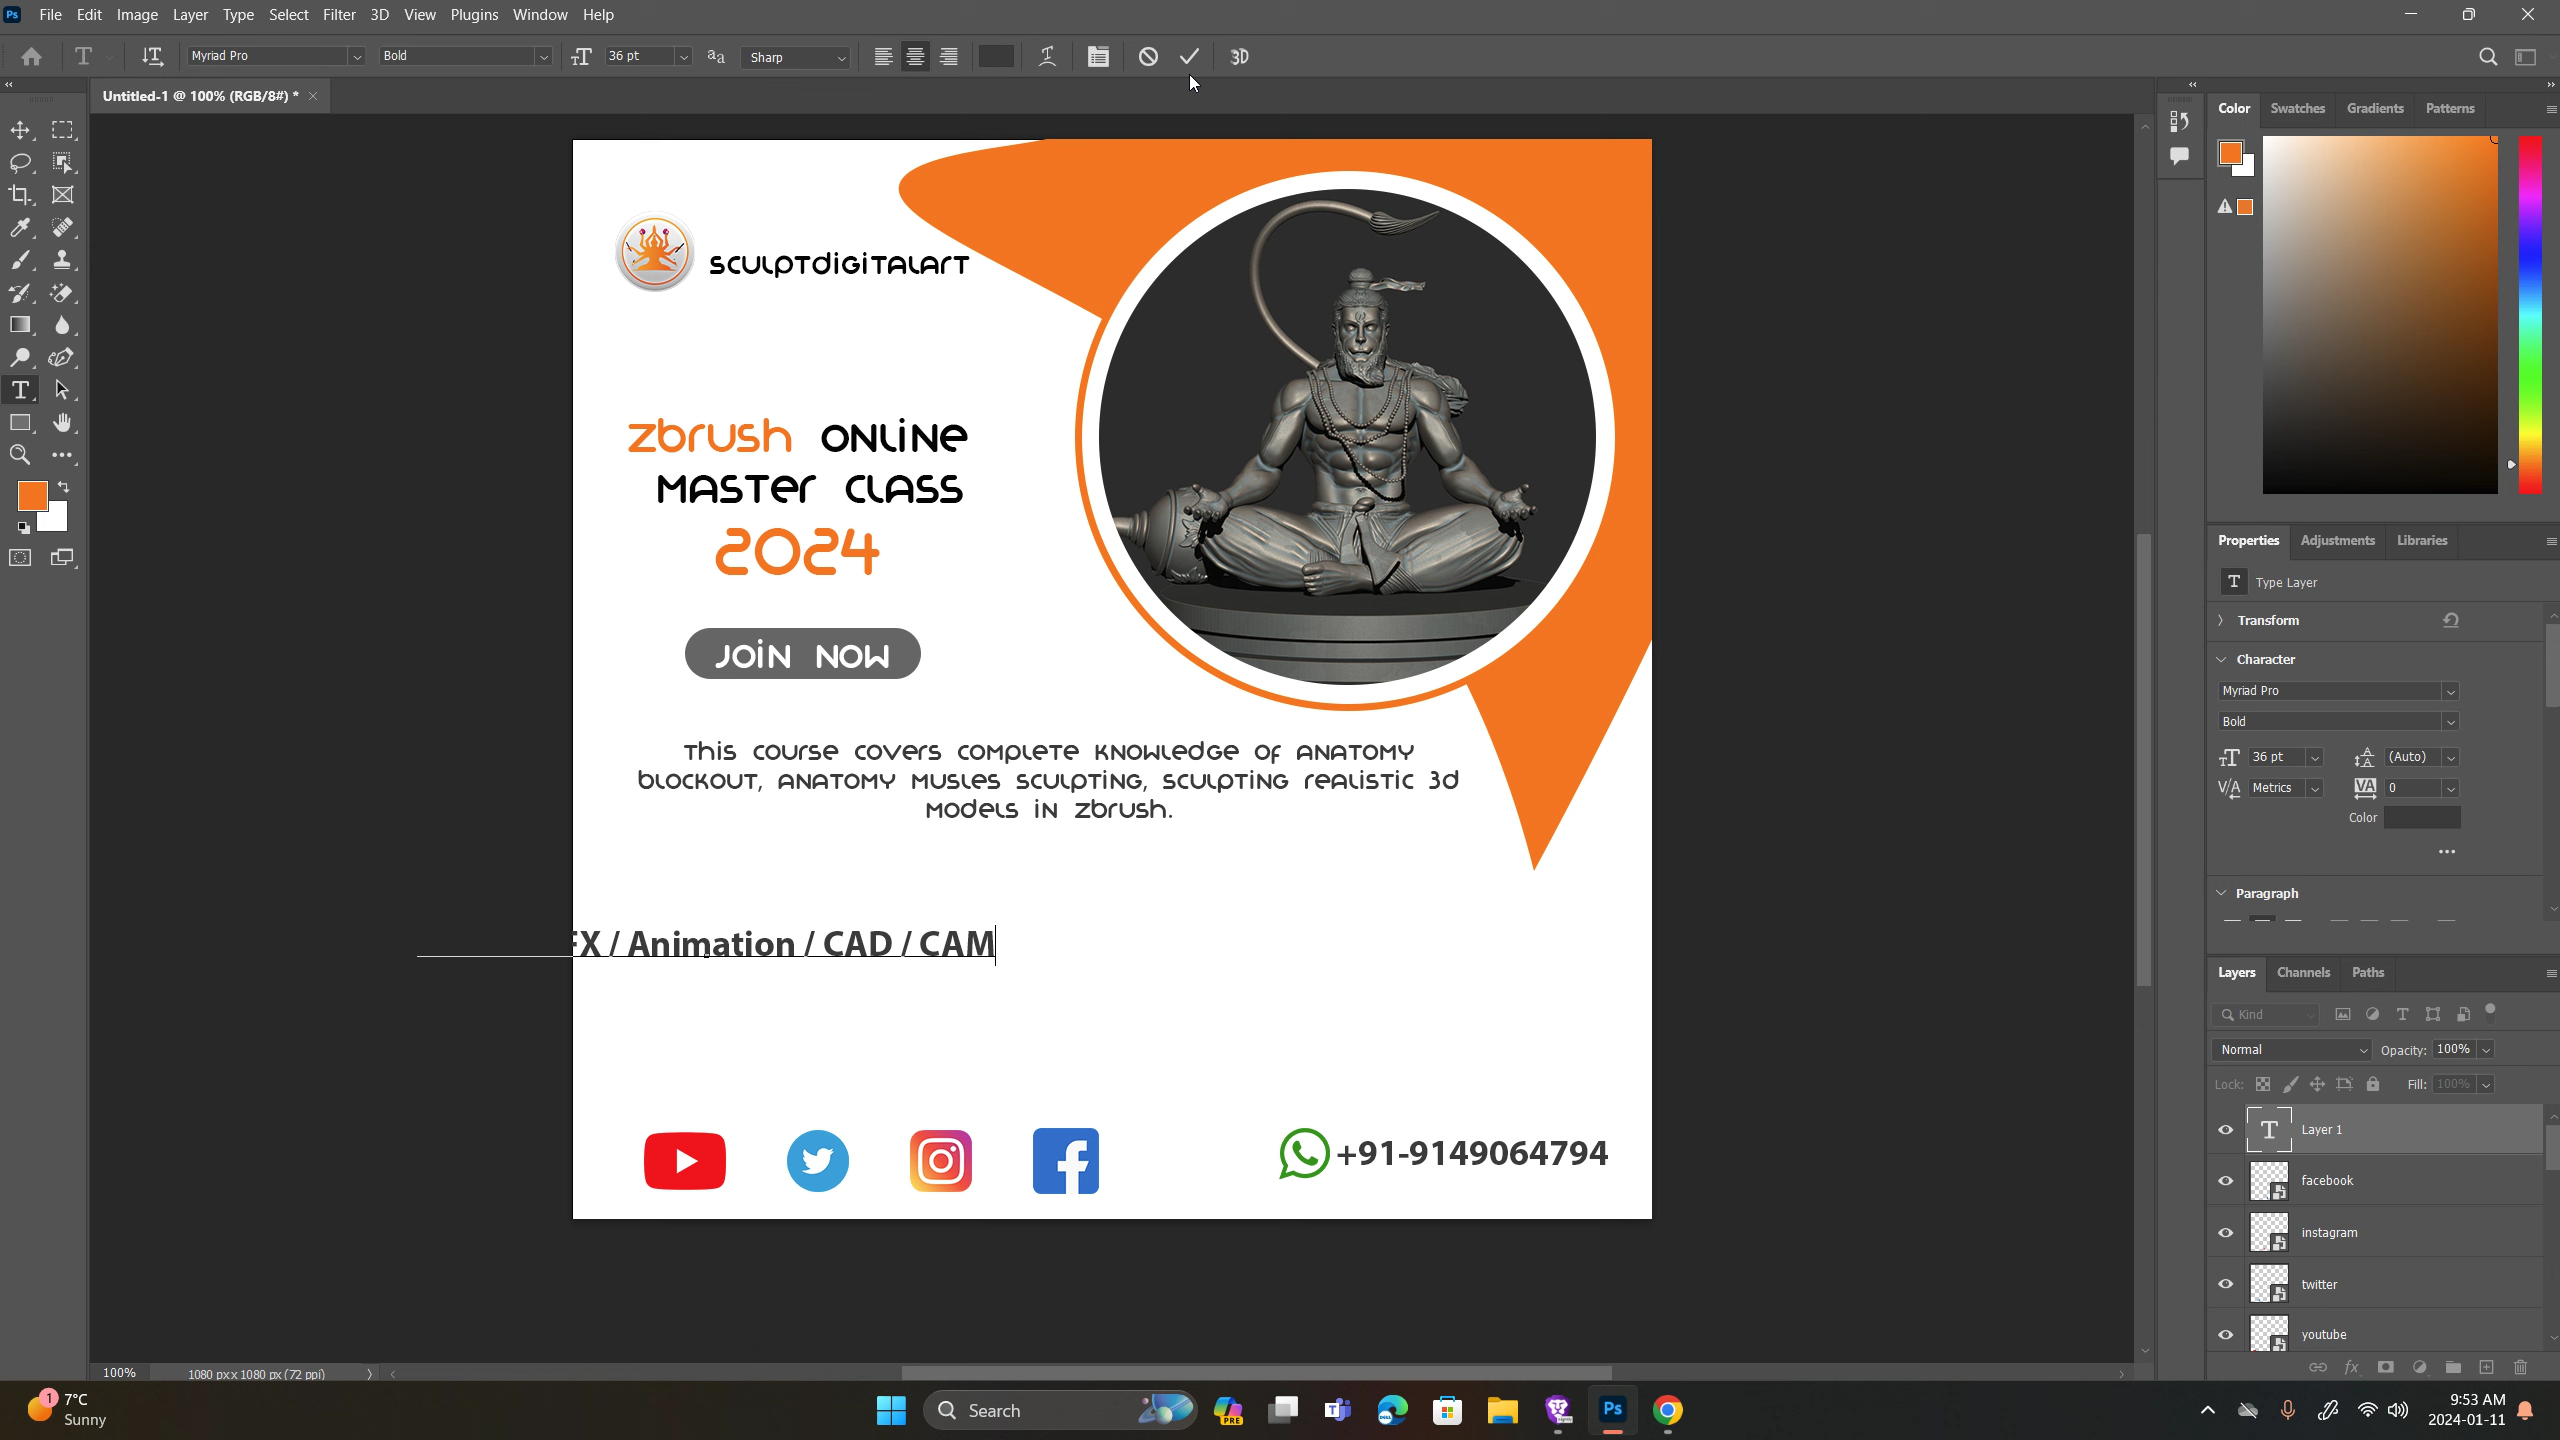 Ps File Edit Image Layer Type Select Filter 3D View Plugins Window Help
T Myriad Pro Bold 36 pt Sharp 3D
Untitled-1 @ 100% (RGB/8#) *
sculptdigitalart
zbrush online
master class
2024
join now
This course covers complete knowledge of anatomy
blockout, anatomy musles sculpting, sculpting realistic 3d
models in zbrush.
FX / Animation / CAD / CAM
+91-9149064794
Color Swatches Gradients Patterns
Properties Adjustments Libraries
T Type Layer
Transform
Character
Myriad Pro
Bold
36 pt (Auto)
Metrics 0
Color
Paragraph
Layers Channels Paths
Kind
Normal Opacity: 100%
Lock: Fill: 100%
T Layer 1
facebook
instagram
twitter
youtube
100% 1080 px x 1080 px (72 ppi)
1 7°C
Sunny
Search
PRE
Ps
9:53 AM
2024-01-11